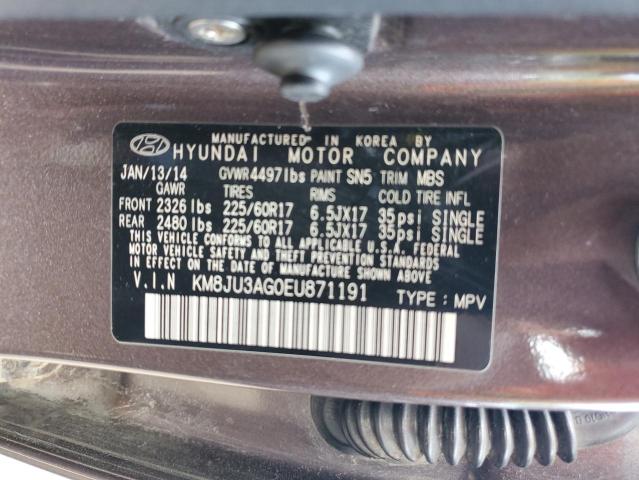 MANUFACTURED IN KOREA BY
HYUNDAI MOTOR COMPANY
JAN/13/14 GVWR 4497lbs PAINT SN5 TRIM MBS
GAWR TIRES RIMS COLD TIRE INFL
FRONT 2326 lbs 225/60R17 6.5JX17 35psi SINGLE
REAR 2480 lbs 225/60R17 6.5JX17 35psi SINGLE
THIS VEHICLE CONFORMS TO ALL APPLICABLE U.S.A. FEDERAL
MOTOR VEHICLE SAFETY AND THEFT PREVENTION STANDARDS
IN EFFECT ON THE DATE OF MANUFACTURE SHOWN ABOVE.
V.I.N KM8JU3AG0EU871191 TYPE : MPV